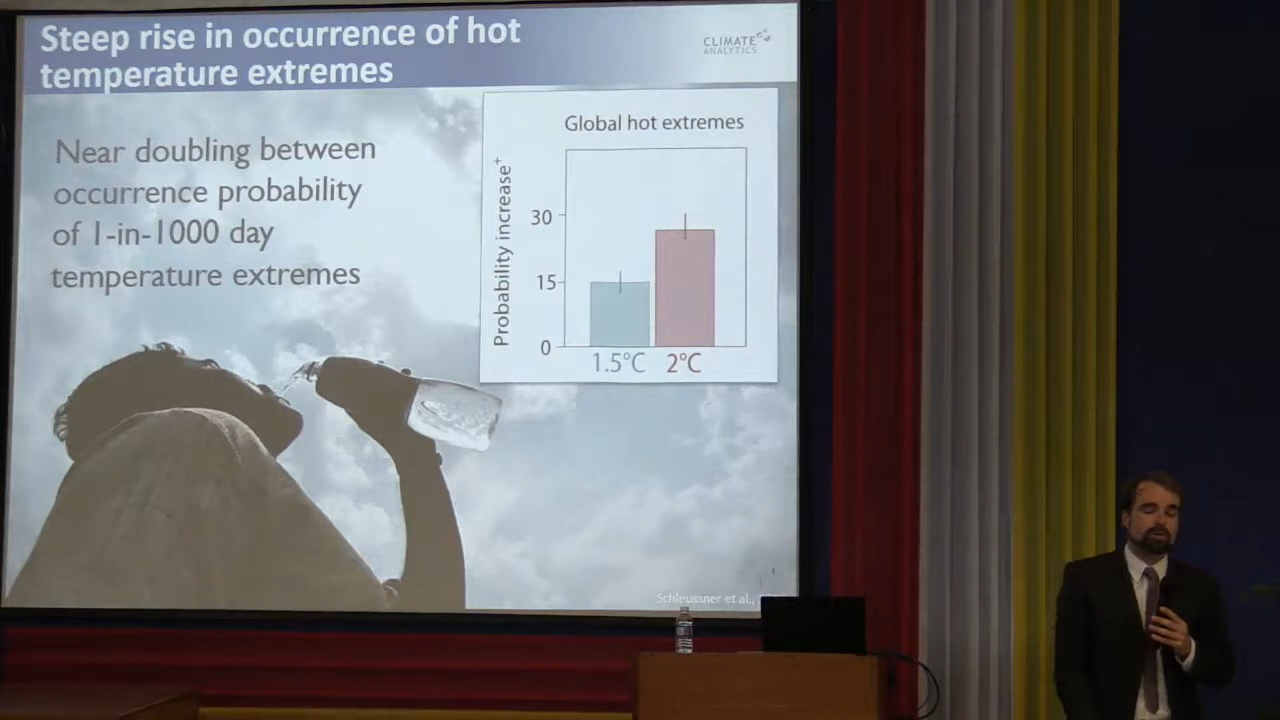 Steep rise in occurrence of hot
temperature extremes
CLIMATE
ANALYTICS
Near doubling between
occurrence probability
of 1-in-1000 day
temperature extremes
Global hot extremes
Probability increase+
30
15
0
1.5°C 2°C
Schleussner et al.,